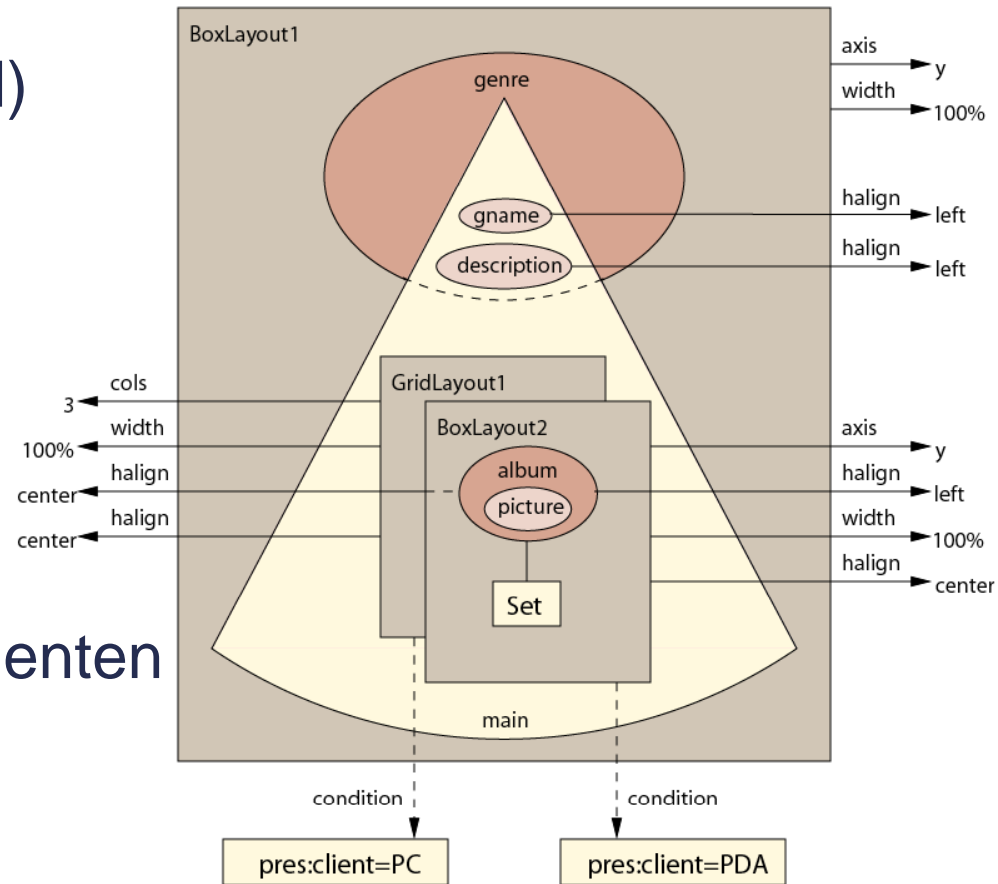 BoxLayout1
l)
genre
gname
description
axis
y
width
100%
halign
left
halign
left
GridLayout1
cols
3
width
100%
halign
center
halign
center
BoxLayout2
album
picture
Set
axis
y
halign
left
width
100%
halign
center
enten
main
condition
condition
pres:client=PC
pres:client=PDA